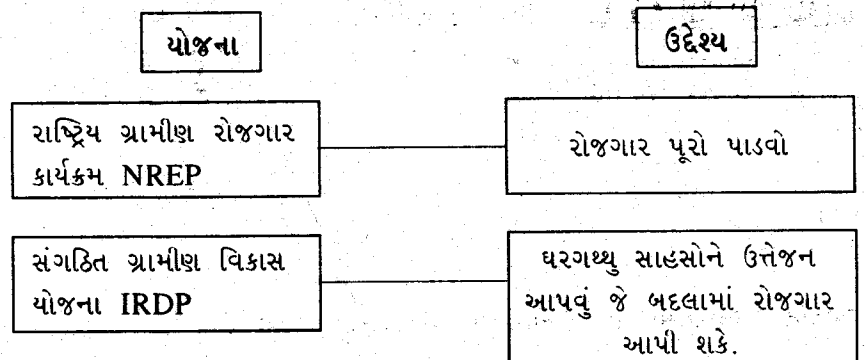 યોજના
ઉદ્દેશ્ય
રાષ્ટ્રિય ગ્રામીણ રોજગાર
કાર્યક્રમ NREP
રોજગાર પૂરો પાડવો
સંગઠિત ગ્રામીણ વિકાસ
યોજના IRDP
ઘરગથ્થુ સાહસોને ઉત્તેજન
આપવું જે બદલામાં રોજગાર
આપી શકે.